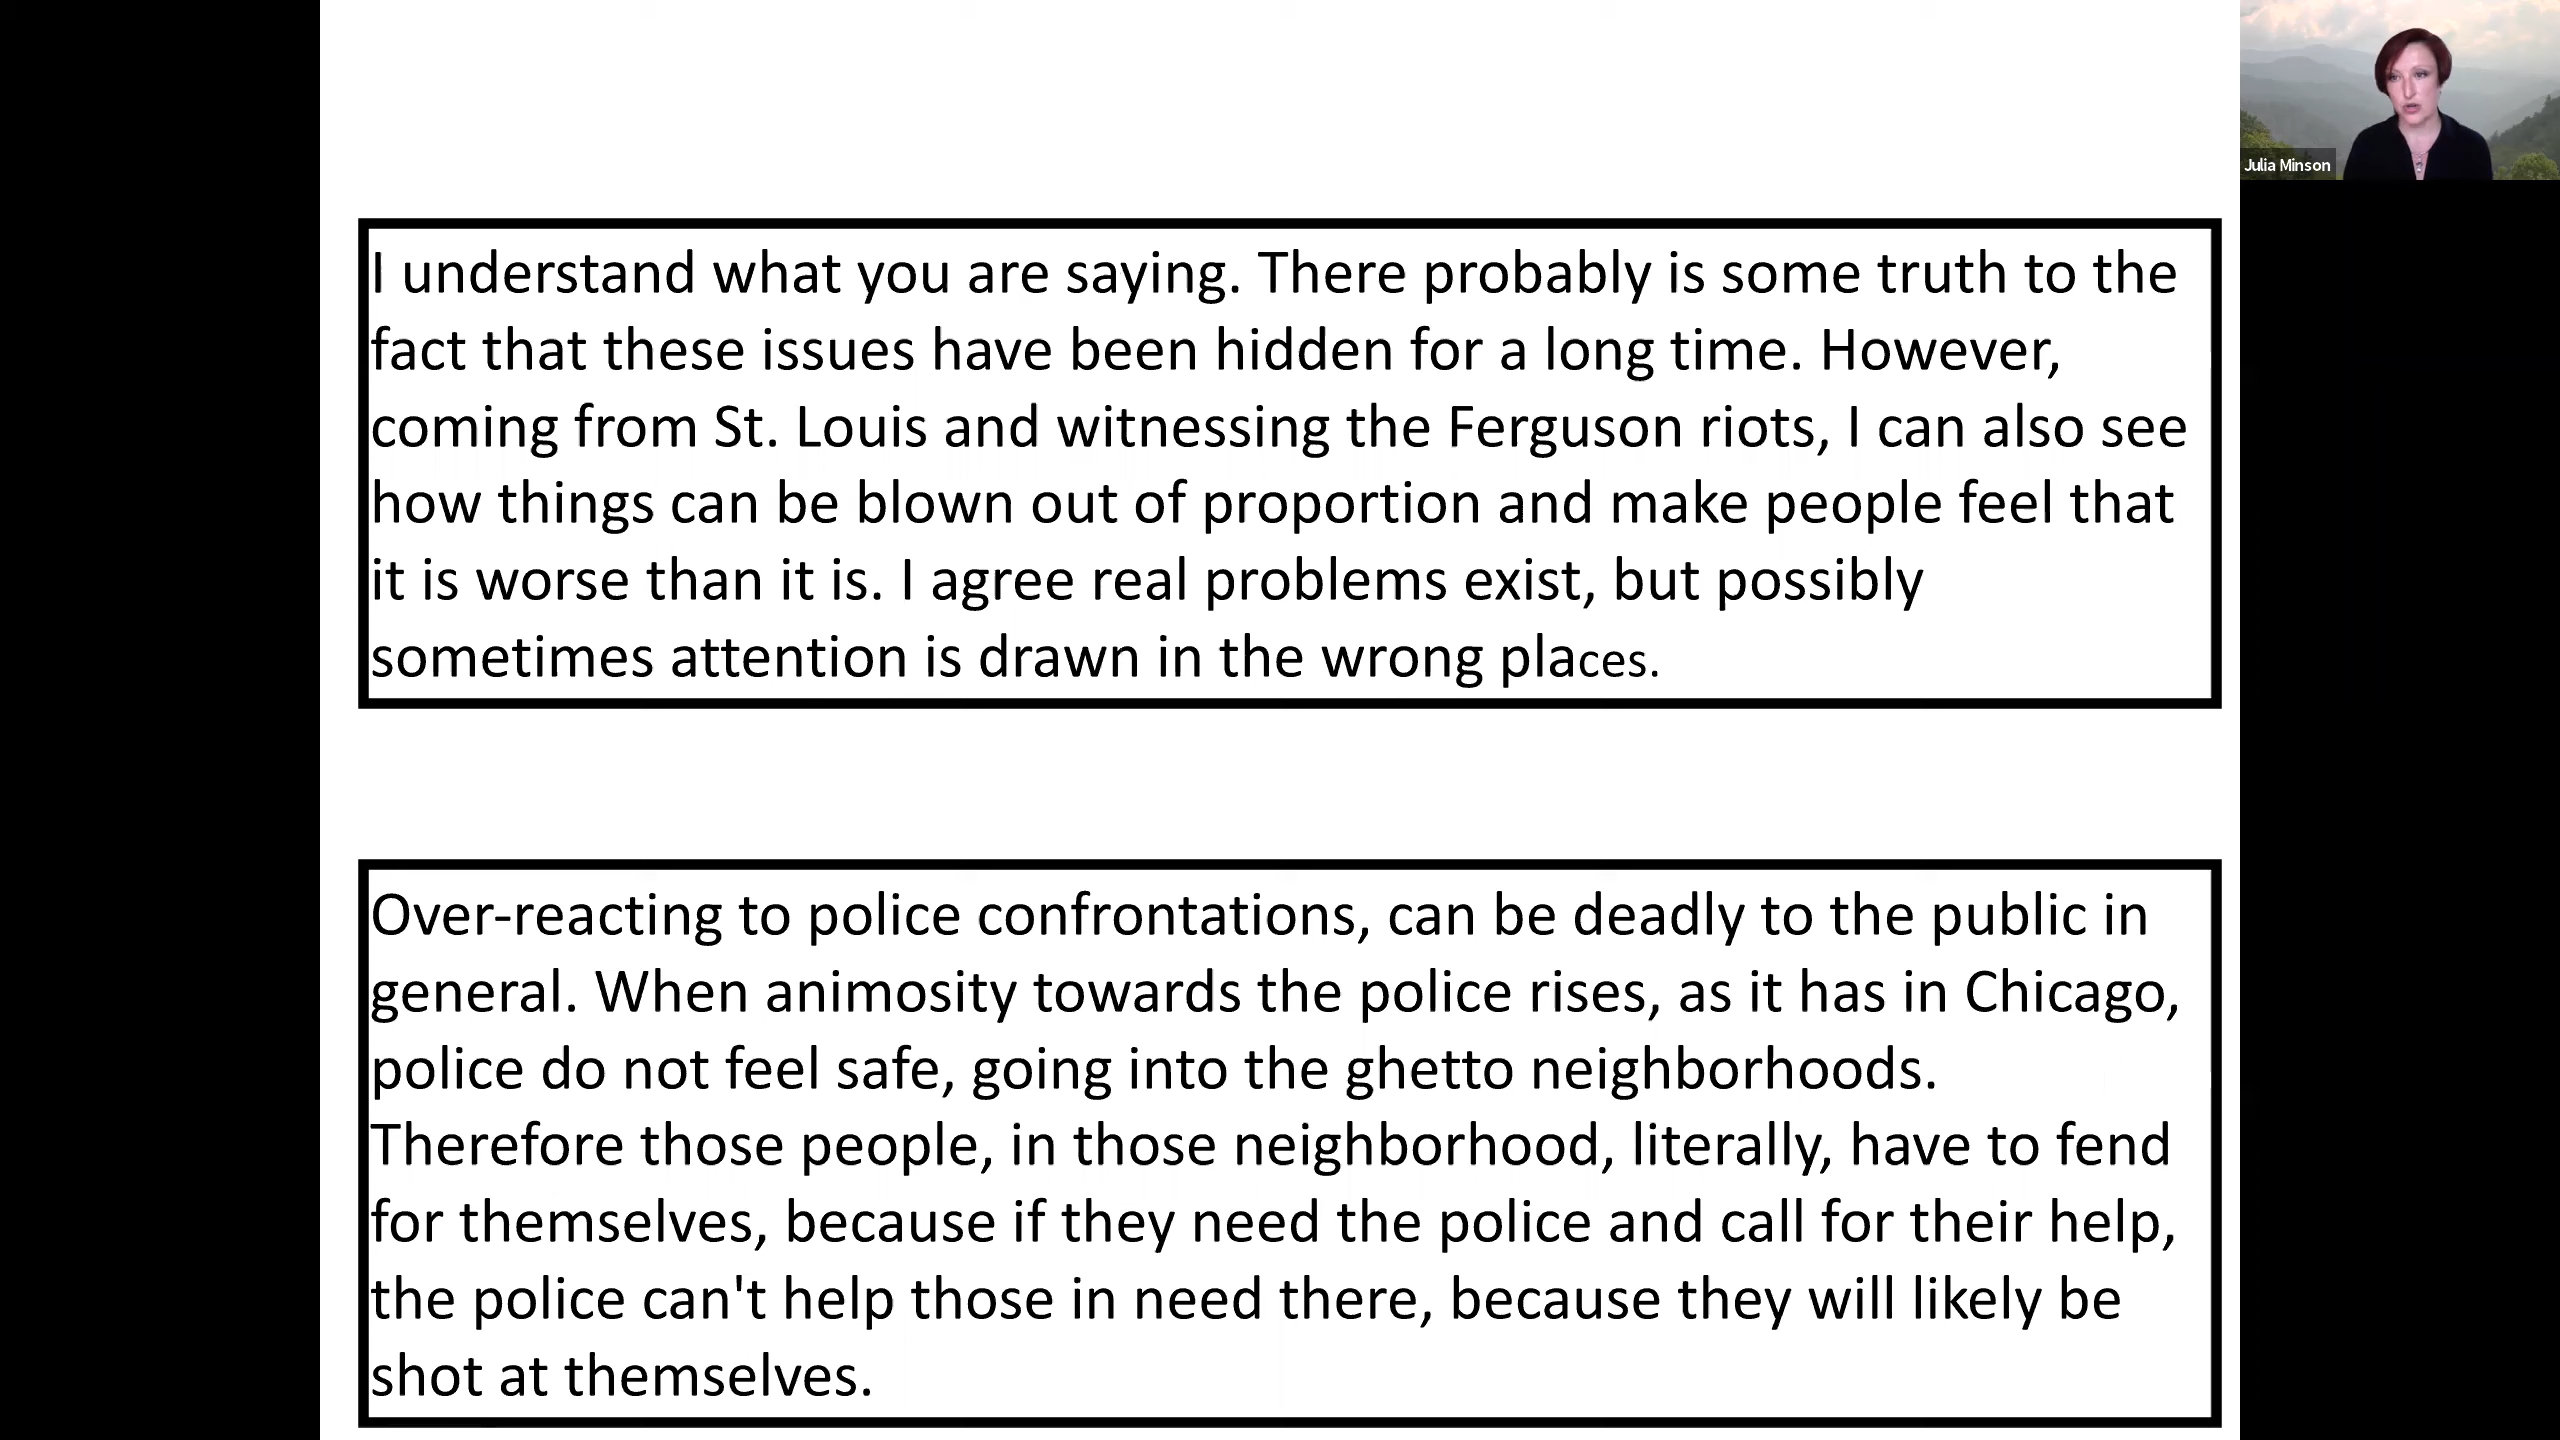 Julia Minson
I understand what you are saying. There probably is some truth to the
fact that these issues have been hidden for a long time. However,
coming from St. Louis and witnessing the Ferguson riots, I can also see
how things can be blown out of proportion and make people feel that
it is worse than it is. I agree real problems exist, but possibly
sometimes attention is drawn in the wrong places.
Over-reacting to police confrontations, can be deadly to the public in
general. When animosity towards the police rises, as it has in Chicago,
police do not feel safe, going into the ghetto neighborhoods.
Therefore those people, in those neighborhood, literally, have to fend
for themselves, because if they need the police and call for their help,
the police can't help those in need there, because they will likely be
shot at themselves.